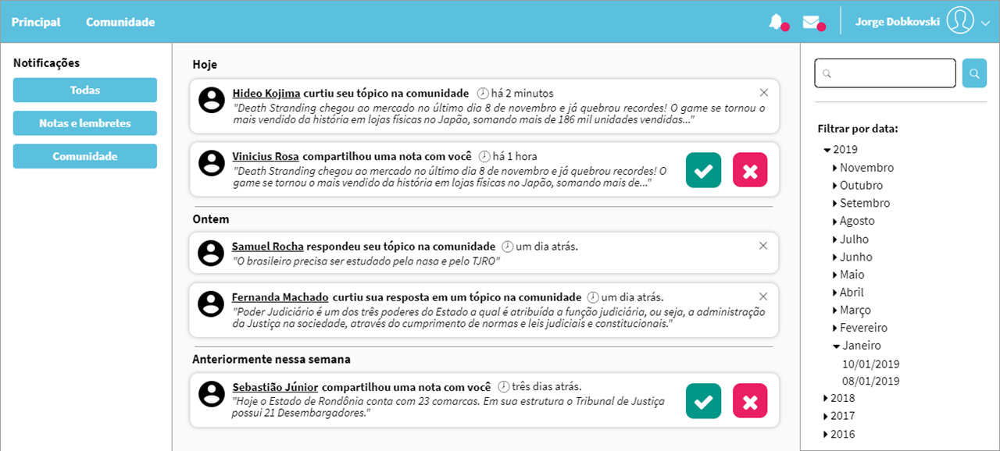 Principal Comunidade Jorge Dobkovski
Notificações
Todas
Notas e lembretes
Comunidade
Hoje
Hideo Kojima curtiu seu tópico na comunidade há 2 minutos
"Death Stranding chegou ao mercado no último dia 8 de novembro e já quebrou recordes! O game se tornou o
mais vendido da história em lojas físicas no Japão, somando mais de 186 mil unidades vendidas..."
Vinicius Rosa compartilhou uma nota com você há 1 hora
"Death Stranding chegou ao mercado no último dia 8 de novembro e já quebrou recordes! O
game se tornou o mais vendido da história em lojas físicas no Japão, somando mais de..."
Ontem
Samuel Rocha respondeu seu tópico na comunidade um dia atrás.
"O brasileiro precisa ser estudado pela nasa e pelo TJRO"
Fernanda Machado curtiu sua resposta em um tópico na comunidade um dia atrás.
"Poder Judiciário é um dos três poderes do Estado a qual é atribuída a função judiciária, ou seja, a administração
da Justiça na sociedade, através do cumprimento de normas e leis judiciais e constitucionais."
Anteriormente nessa semana
Sebastião Júnior compartilhou uma nota com você três dias atrás.
"Hoje o Estado de Rondônia conta com 23 comarcas. Em sua estrutura o Tribunal de Justiça
possui 21 Desembargadores."
Filtrar por data:
2019
Novembro
Outubro
Setembro
Agosto
Julho
Junho
Maio
Abril
Março
Fevereiro
Janeiro
10/01/2019
08/01/2019
2018
2017
2016